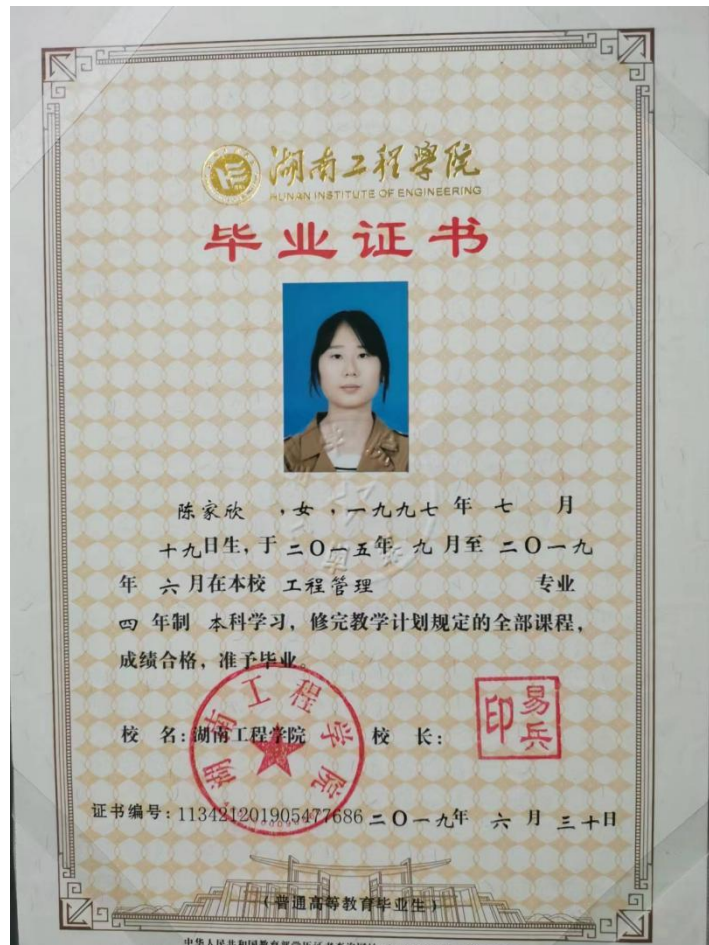 湖南工程學院
HUNAN INSTITUTE OF ENGINEERING
毕业证书
陈家欣 ,女,一九九七年 七 月
十九日生,于二〇一五年 九 月至 二〇一九
年 六 月在本校 工程管理 专业
四 年制 本科学习,修完教学计划规定的全部课程,
成绩合格,准予毕业。
湖南工程学院
校 名:湖南工程学院 校 长:
易兵印
证书编号:113421201905477686 二〇一九年 六 月 三十日
(普通高等教育毕业生)